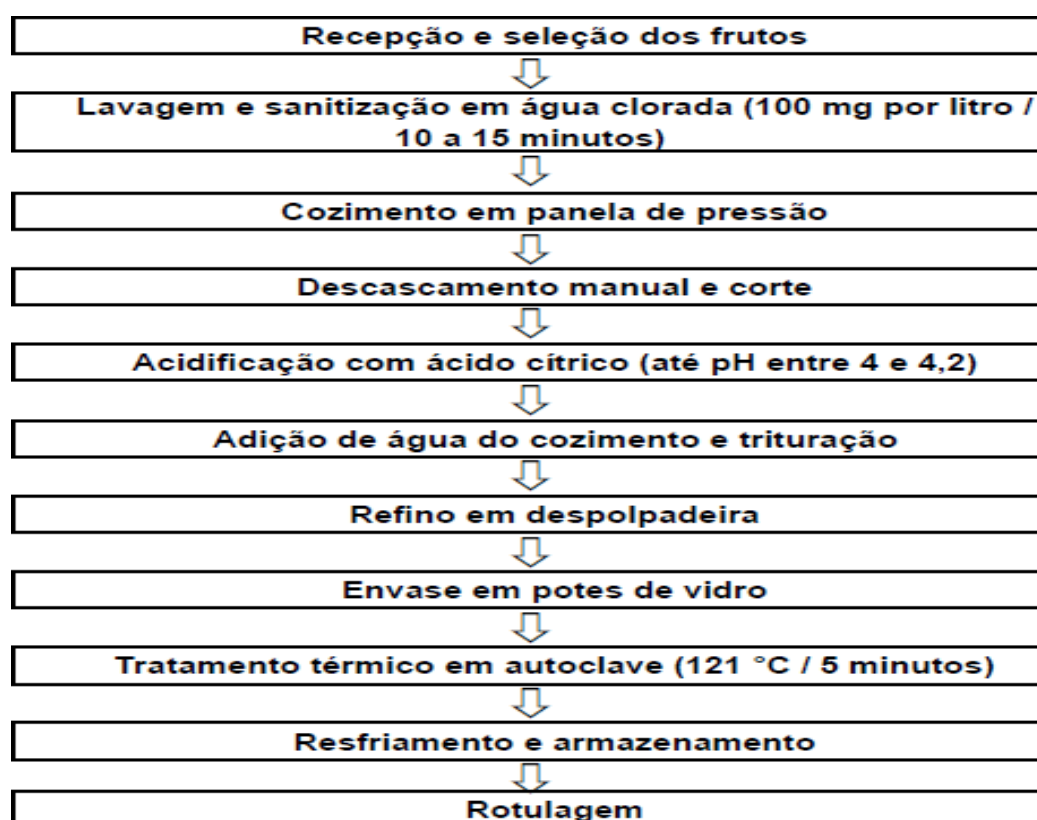 Recepção e seleção dos frutos
Lavagem e sanitização em água clorada (100 mg por litro /
10 a 15 minutos)
Cozimento em panela de pressão
Descascamento manual e corte
Acidificação com ácido cítrico (até pH entre 4 e 4,2)
Adição de água do cozimento e trituração
Refino em despolpadeira
Envase em potes de vidro
Tratamento térmico em autoclave (121 °C / 5 minutos)
Resfriamento e armazenamento
Rotulagem